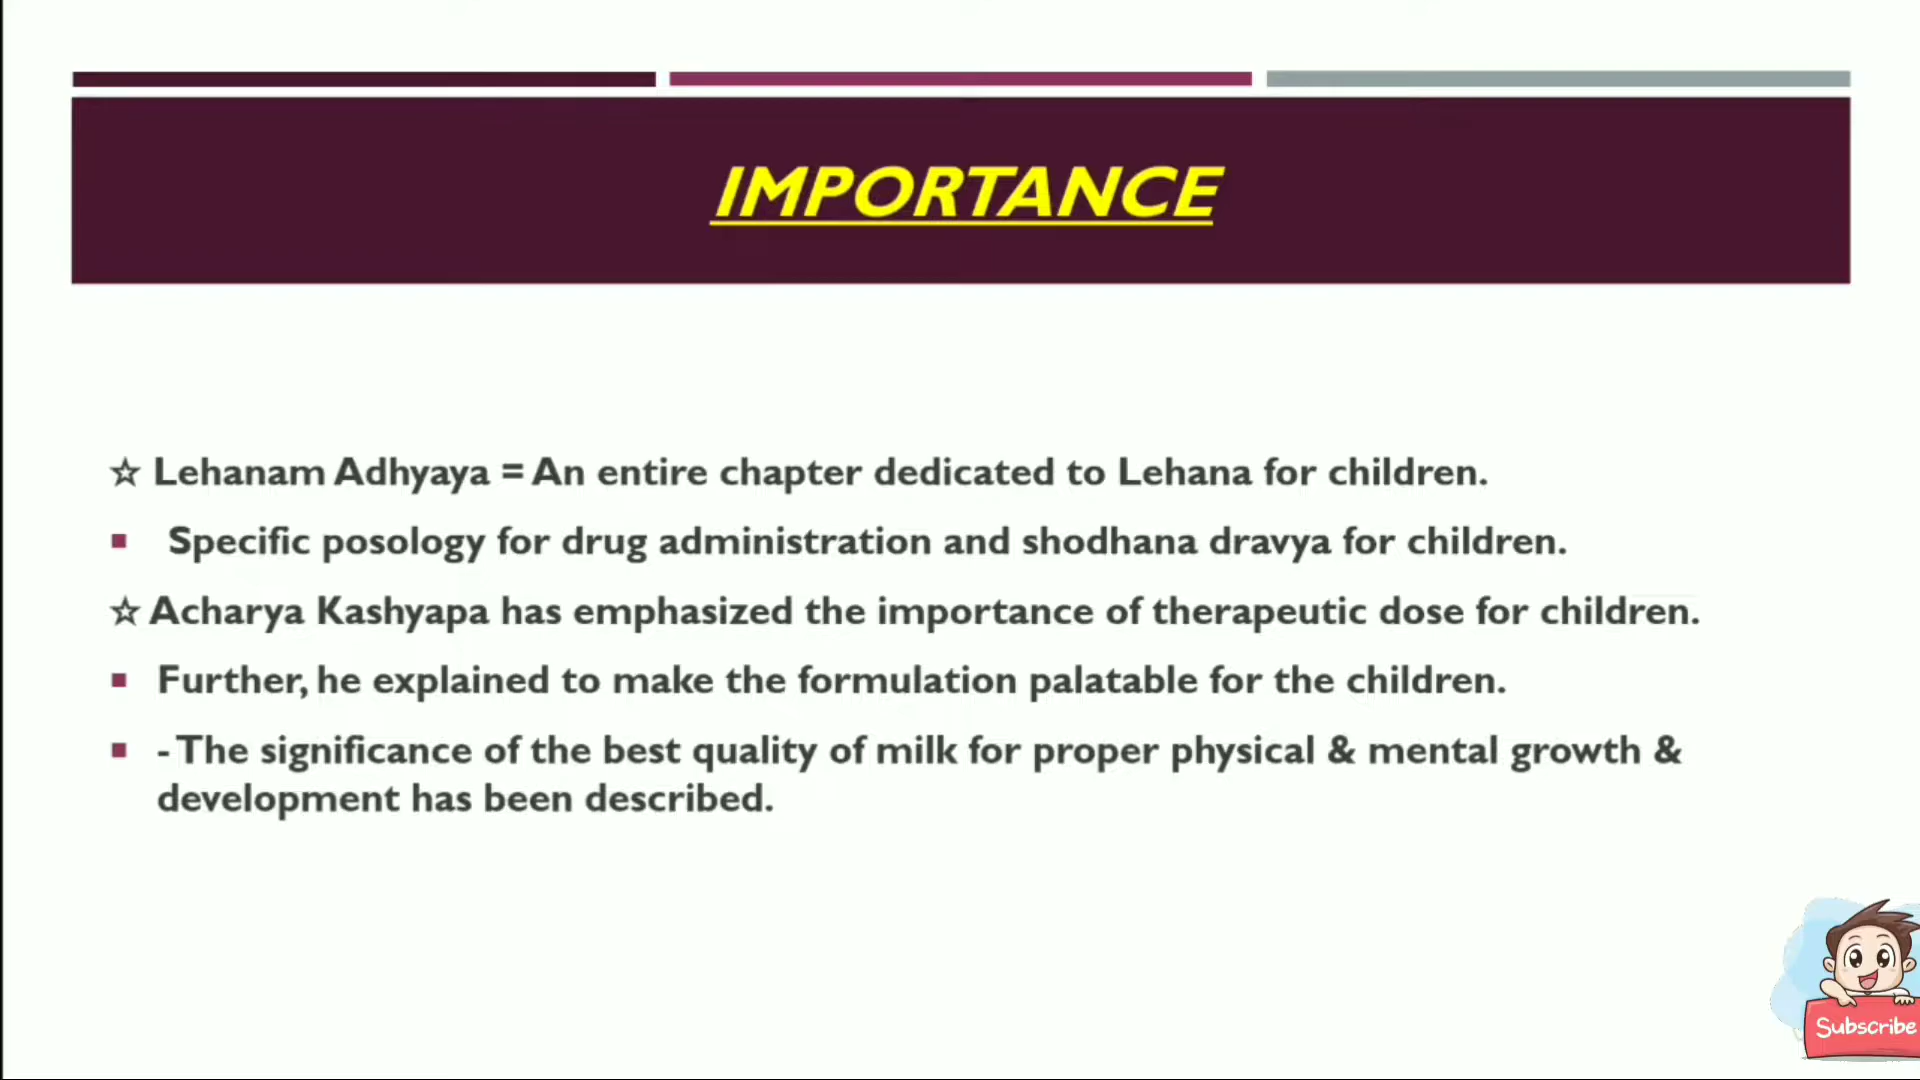 IMPORTANCE
☆ Lehanam Adhyaya = An entire chapter dedicated to Lehana for children.
▪ Specific posology for drug administration and shodhana dravya for children.
☆ Acharya Kashyapa has emphasized the importance of therapeutic dose for children.
▪ Further, he explained to make the formulation palatable for the children.
▪ - The significance of the best quality of milk for proper physical & mental growth &
development has been described.
Subscribe